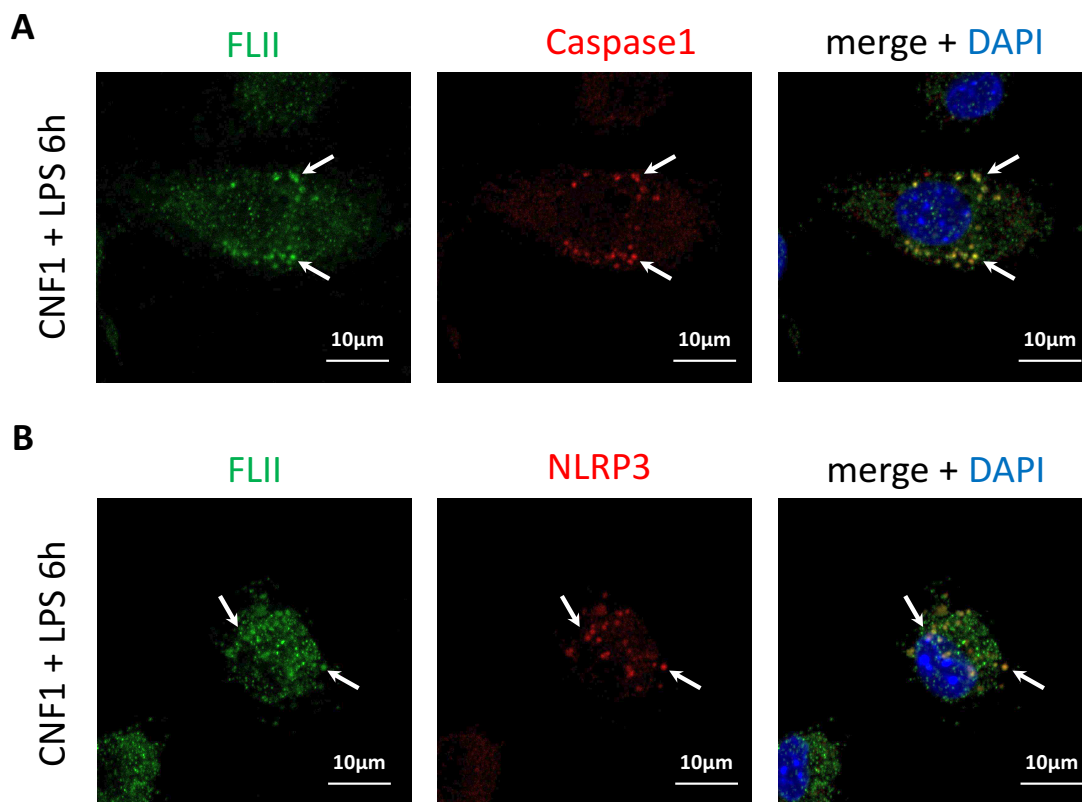 A
FLII Caspase1 merge + DAPI
CNF1 + LPS 6h
10µm 10µm 10µm
B
FLII NLRP3 merge + DAPI
CNF1 + LPS 6h
10µm 10µm 10µm